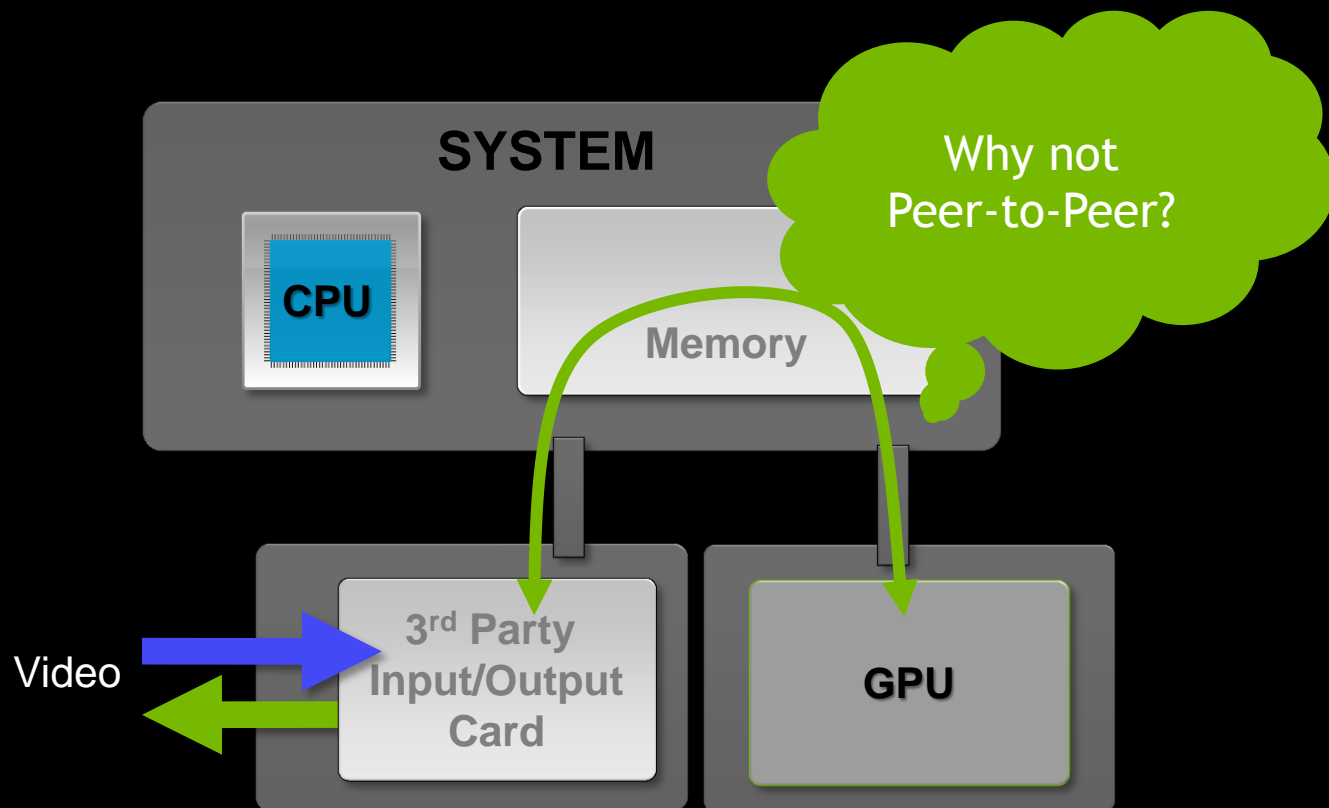 SYSTEM
Why not
Peer-to-Peer?
CPU
Memory
Video
3rd Party
Input/Output
Card
GPU